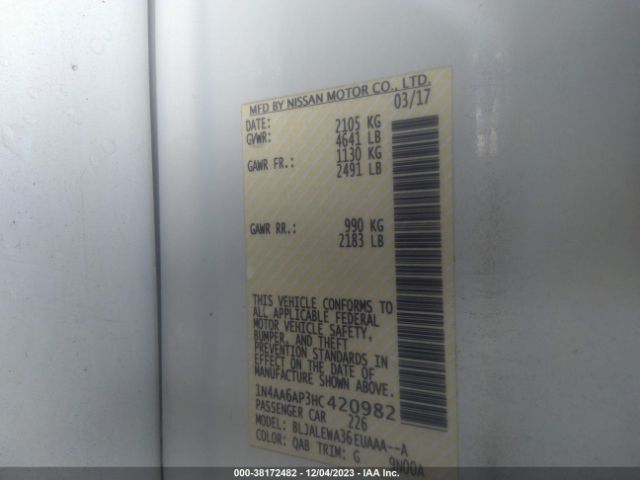 MFD BY NISSAN MOTOR CO., LTD.
DATE: 03/17
GVWR: 2105 KG
4641 LB
GAWR FR.: 1130 KG
2491 LB
GAWR RR.: 990 KG
2183 LB
THIS VEHICLE CONFORMS TO
ALL APPLICABLE FEDERAL
MOTOR VEHICLE SAFETY,
BUMPER, AND THEFT
PREVENTION STANDARDS IN
EFFECT ON THE DATE OF
MANUFACTURE SHOWN ABOVE.
1N4AA6AP3HC420982
PASSENGER CAR 226
MODEL: BLJALEWA36EUAAA--A
COLOR: QAB TRIM: G 9N00A
000-38172482 - 12/04/2023 - IAA Inc.